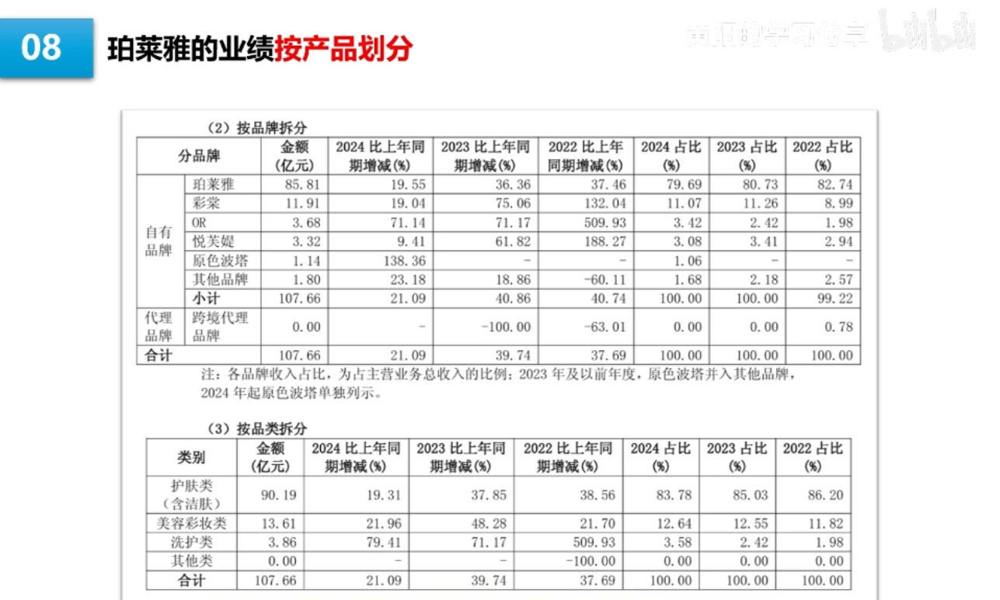 08
珀莱雅的业绩按产品划分
黄阳的学习分享 bilibili
(2) 按品牌拆分
分品牌 金额(亿元) 2024 比上年同期增减(%) 2023 比上年同期增减(%) 2022 比上年同期增减(%) 2024 占比(%) 2023 占比(%) 2022 占比(%)
自有品牌 珀莱雅 85.81 19.55 36.36 37.46 79.69 80.73 82.74
彩棠 11.91 19.04 75.06 132.04 11.07 11.26 8.99
OR 3.68 71.14 71.17 509.93 3.42 2.42 1.98
悦芙媞 3.32 9.41 61.82 188.27 3.08 3.41 2.94
原色波塔 1.14 138.36 - - 1.06 - -
其他品牌 1.80 23.18 18.86 -60.11 1.68 2.18 2.57
小计 107.66 21.09 40.86 40.74 100.00 100.00 99.22
代理品牌 跨境代理品牌 0.00 - -100.00 -63.01 0.00 0.00 0.78
合计 107.66 21.09 39.74 37.69 100.00 100.00 100.00
注：各品牌收入占比，为占主营业务总收入的比例；2023 年及以前年度，原色波塔并入其他品牌，
2024 年起原色波塔单独列示。
(3) 按品类拆分
类别 金额(亿元) 2024 比上年同期增减(%) 2023 比上年同期增减(%) 2022 比上年同期增减(%) 2024 占比(%) 2023 占比(%) 2022 占比(%)
护肤类（含洁肤） 90.19 19.31 37.85 38.56 83.78 85.03 86.20
美容彩妆类 13.61 21.96 48.28 21.70 12.64 12.55 11.82
洗护类 3.86 79.41 71.17 509.93 3.58 2.42 1.98
其他类 0.00 - - -100.00 0.00 0.00 0.00
合计 107.66 21.09 39.74 37.69 100.00 100.00 100.00